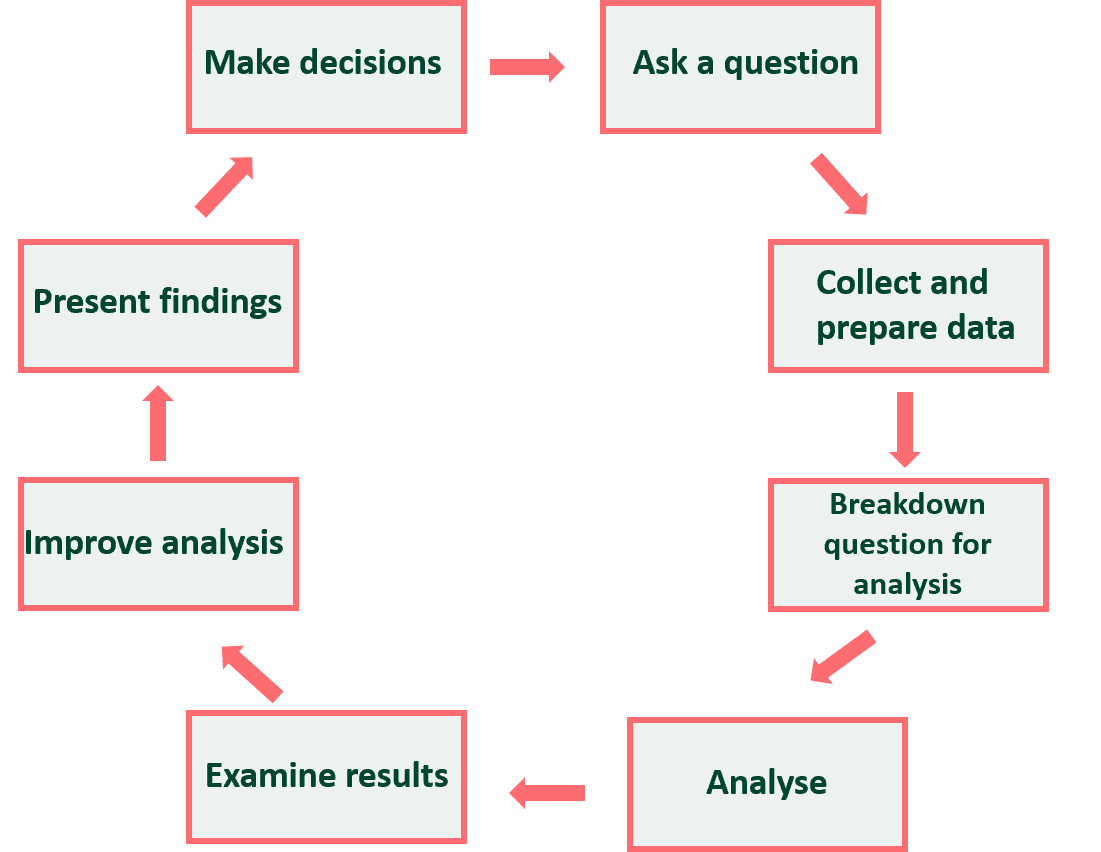 Make decisions
Ask a question
Collect and
prepare data
Breakdown
question for
analysis
Analyse
Examine results
Improve analysis
Present findings